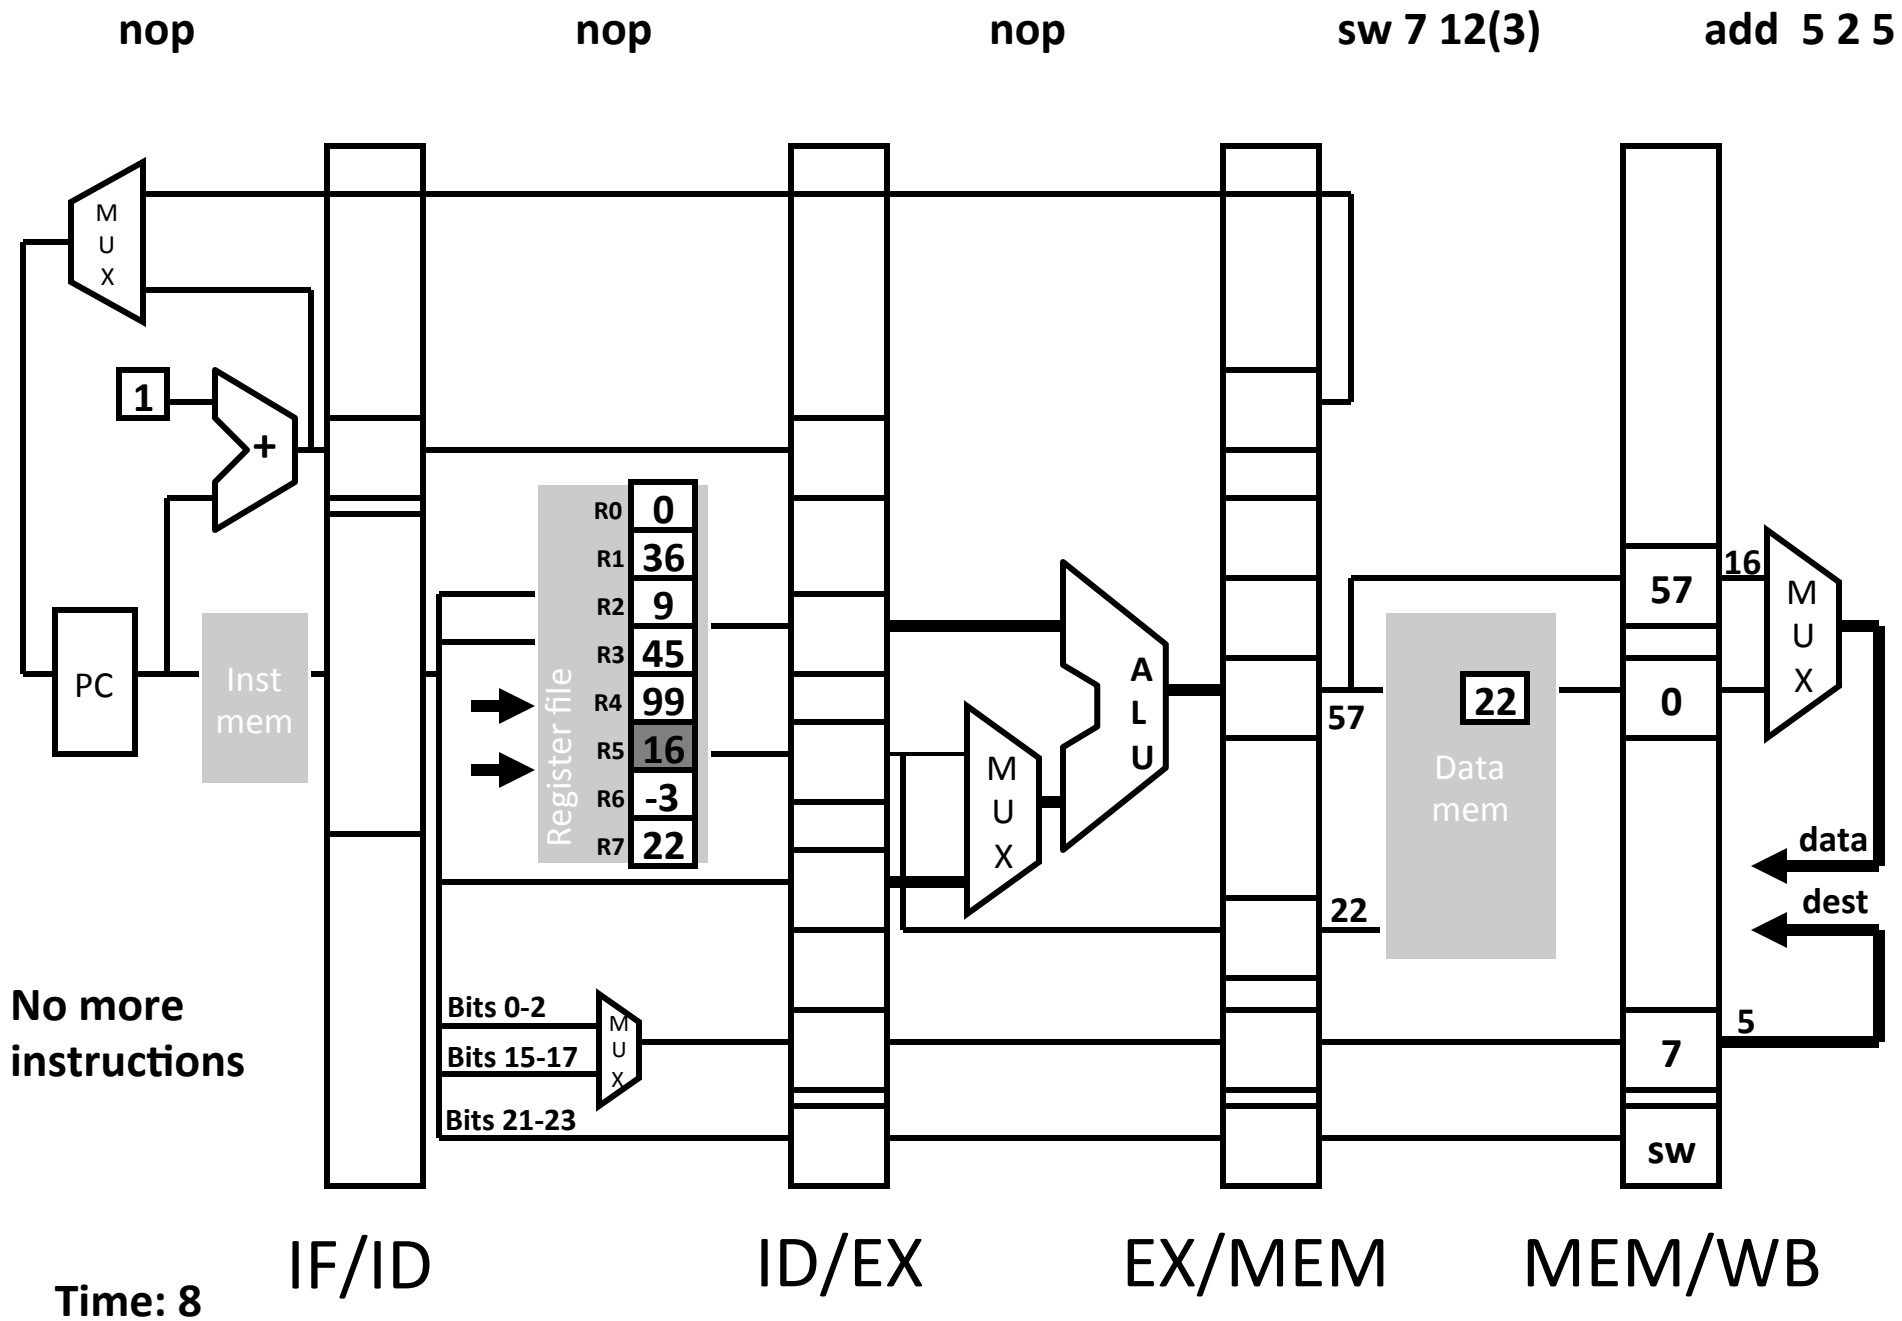 nop
nop
nop
sw 7 12(3)
add  5 2 5
M
U
X
1
+
PC
Inst
mem
Register file
R0
0
R1
36
R2
9
R3
45
R4
99
R5
16
R6
-3
R7
22
M
U
X
A
L
U
57
22
22
Data
mem
57
0
16
M
U
X
data
dest
5
7
sw
No more
instructions
Bits 0-2
Bits 15-17
Bits 21-23
M
U
X
IF/ID
ID/EX
EX/MEM
MEM/WB
Time: 8